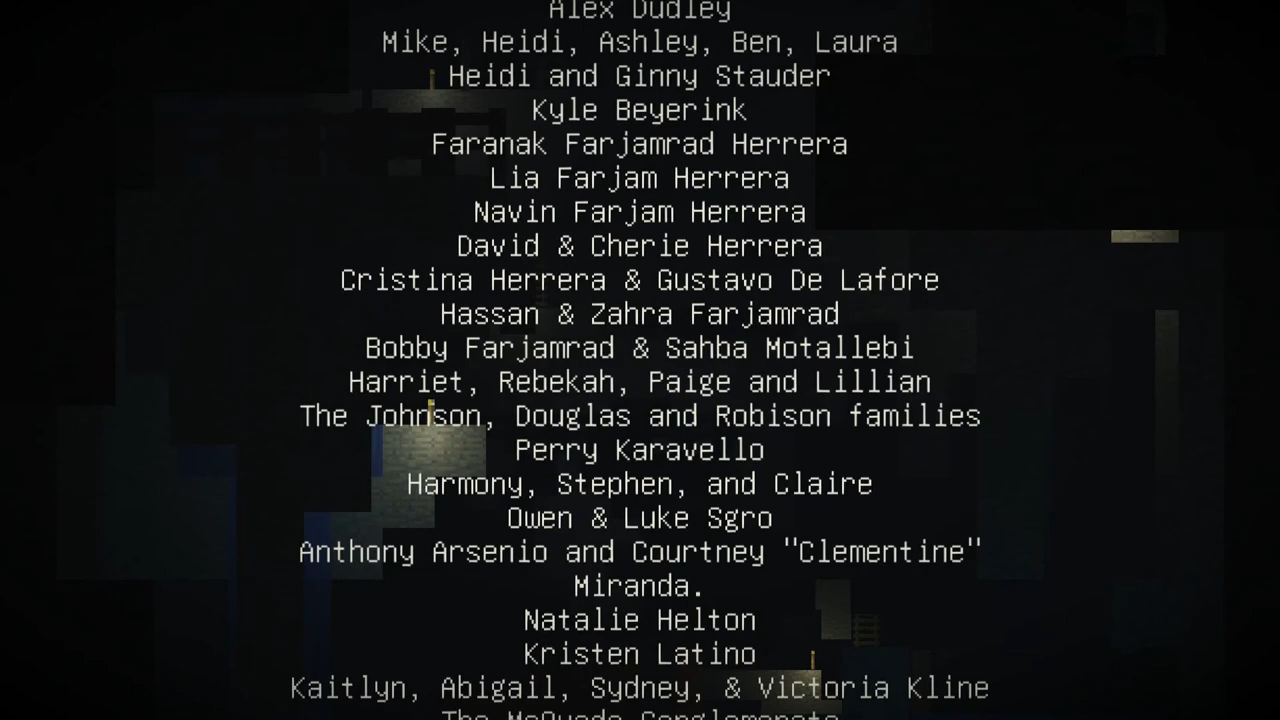 Alex Dudley
Mike, Heidi, Ashley, Ben, Laura
Heidi and Ginny Stauder
Kyle Beyerink
Faranak Farjamrad Herrera
Lia Farjam Herrera
Navin Farjam Herrera
David & Cherie Herrera
Cristina Herrera & Gustavo De Lafore
Hassan & Zahra Farjamrad
Bobby Farjamrad & Sahba Motallebi
Harriet, Rebekah, Paige and Lillian
The Johnson, Douglas and Robison families
Perry Karavello
Harmony, Stephen, and Claire
Owen & Luke Sgro
Anthony Arsenio and Courtney "Clementine"
Miranda.
Natalie Helton
Kristen Latino
Kaitlyn, Abigail, Sydney, & Victoria Kline
The